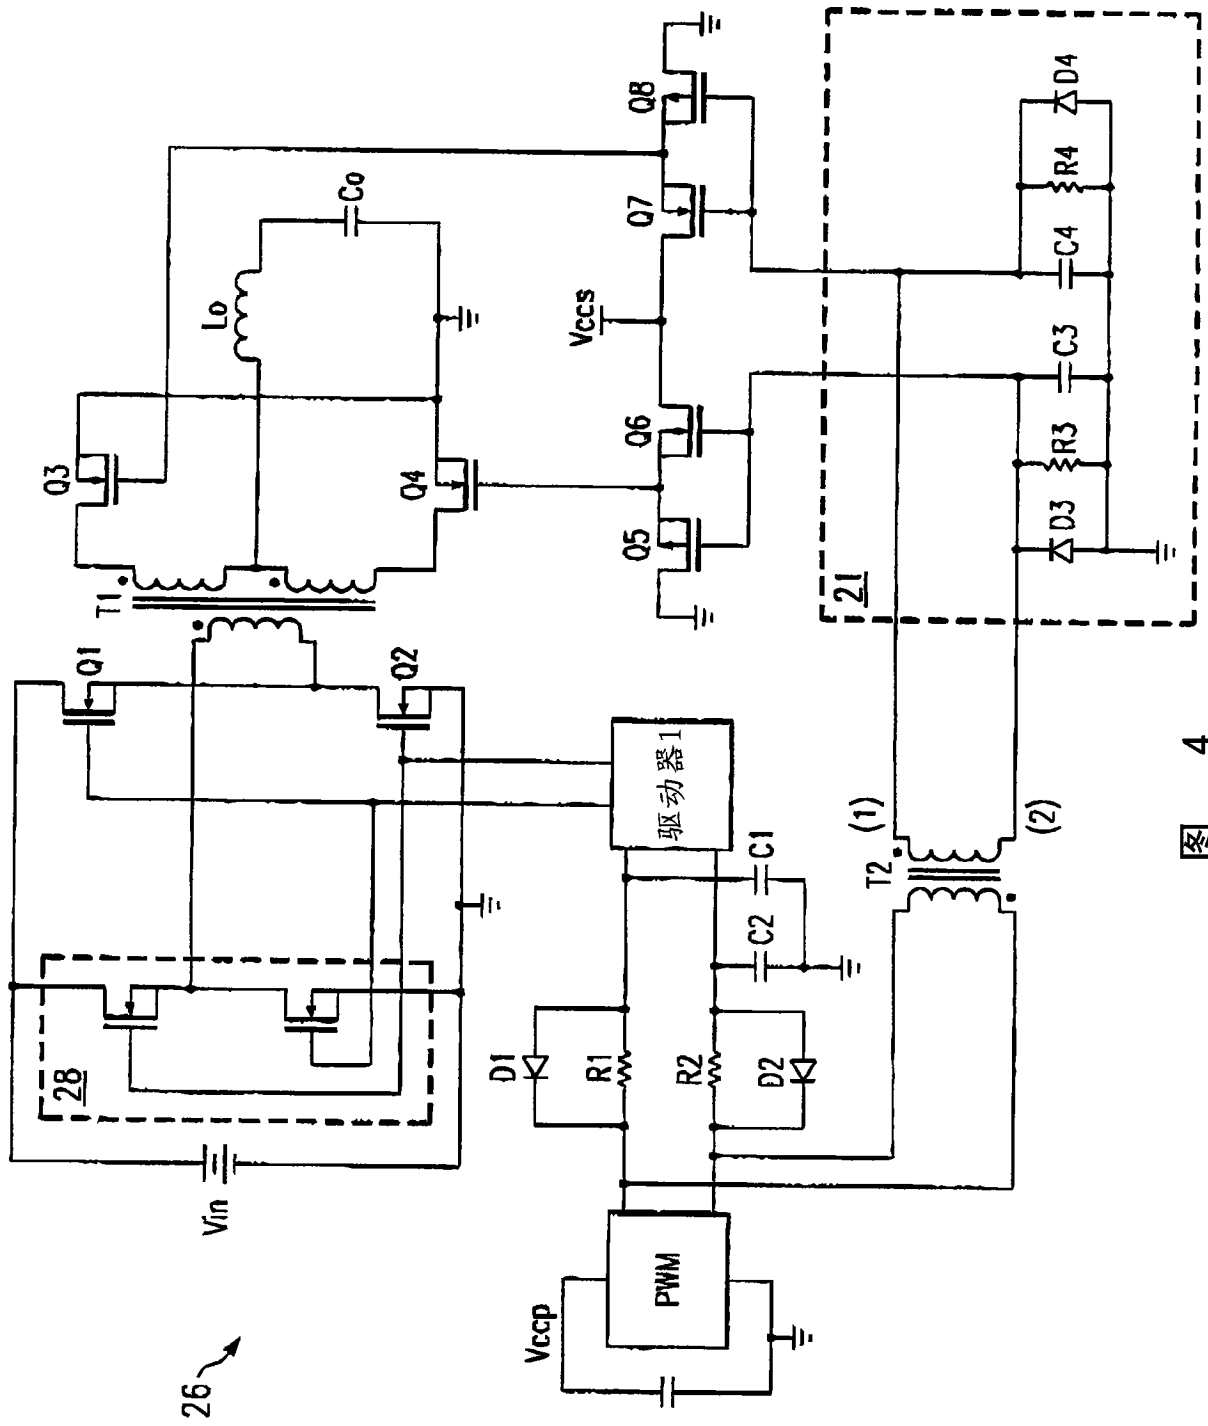 26
Vin
28
Q1
Q2
T1
Q3
Q4
Lo
Co
Vccp
PWM
D1
R1
R2
D2
C2
C1
驱动器1
Q5
Q6
Vccs
Q7
Q8
T2
(1)
(2)
21
D3
R3
C3
C4
R4
D4
图 4